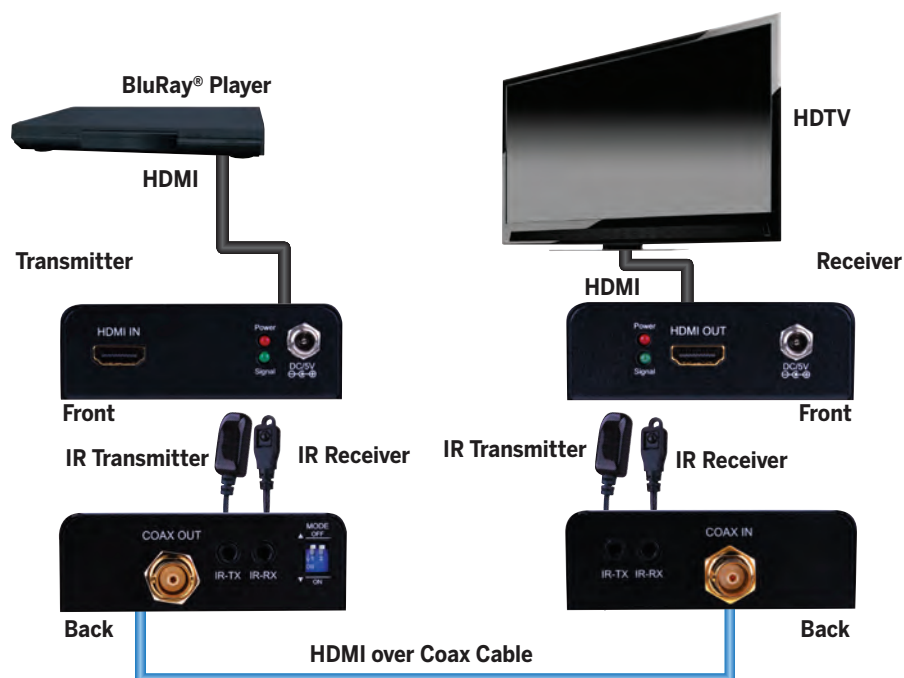 BluRay® Player
HDTV
HDMI
Transmitter
Receiver
HDMI
HDMI IN
Power
Signal
DC/5V
Power
Signal
HDMI OUT
DC/5V
Front
Front
IR Transmitter
IR Receiver
IR Transmitter
IR Receiver
COAX OUT
IR-TX
IR-RX
MODE
OFF
ON
IR-TX
IR-RX
COAX IN
Back
Back
HDMI over Coax Cable